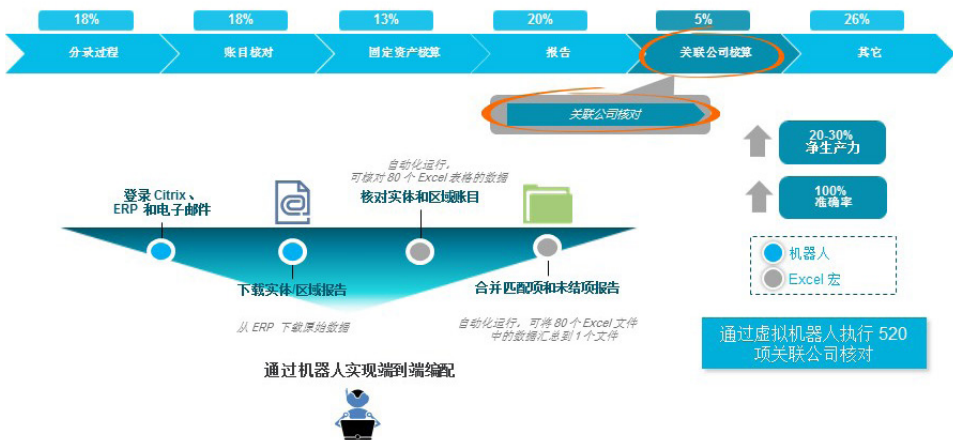 18%
18%
13%
20%
5%
26%
分录过程
账目核对
固定资产核算
报告
关联公司核算
其它
关联公司核对
20-30%
净生产力
100%
准确率
自动化运行，
可核对 80 个 Excel 表格的数据
核对实体和区域账目
登录 Citrix、
ERP 和电子邮件
下载实体/区域报告
从 ERP 下载原始数据
合并匹配项和未结项报告
自动化运行，可将 80 个 Excel 文件
中的数据汇总到 1 个文件
机器人
Excel 宏
通过虚拟机器人执行 520
项关联公司核对
通过机器人实现端到端编配